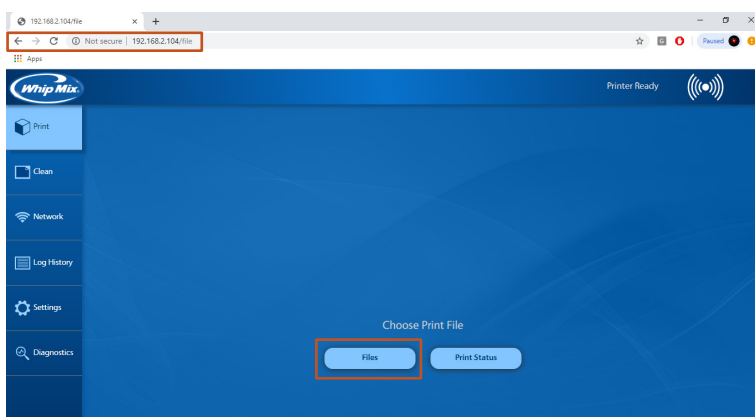 192.168.2.104/file
Not secure | 192.168.2.104/file
G
Paused
Apps
Whip Mix
Printer Ready
Print
Clean
Network
Log History
Settings
Diagnostics
Choose Print File
Files
Print Status